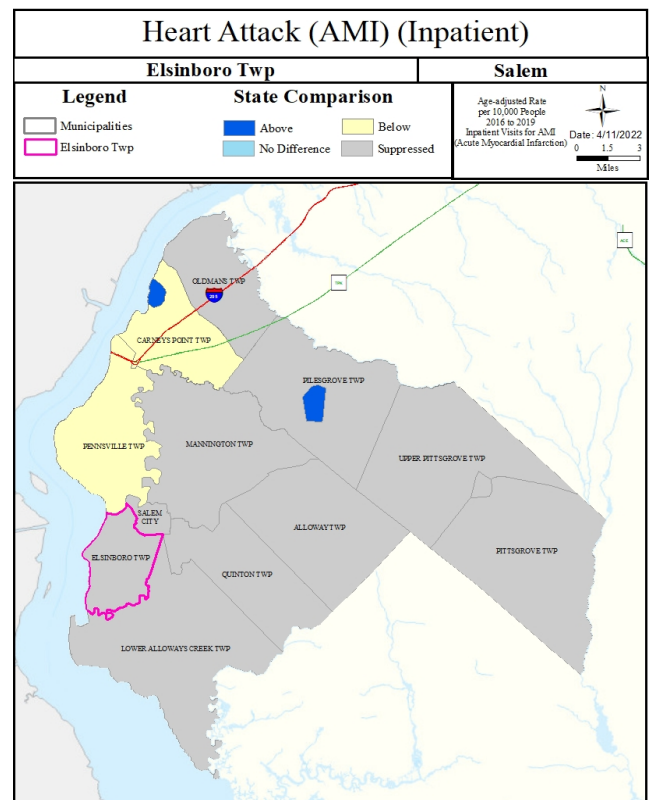 Heart Attack (AMI) (Inpatient)
Elsinboro Twp
Salem
Legend
Municipalities
Elsinboro Twp
State Comparison
Above
Below
No Difference
Suppressed
Age-adjusted Rate
per 10,000 People
2016 to 2019
Inpatient Visits for AMI
(Acute Myocardial Infarction)
N
Date: 4/11/2022
0 1.5 3
Miles
OLDMANS TWP
295
CARNEYS POINT TWP
PILESGROVE TWP
PENNSVILLE TWP
MANNINGTON TWP
UPPER PITTSGROVE TWP
SALEM
CITY
ALLOWAY TWP
ELSINBORO TWP
PITTSGROVE TWP
QUINTON TWP
LOWER ALLOWAYS CREEK TWP